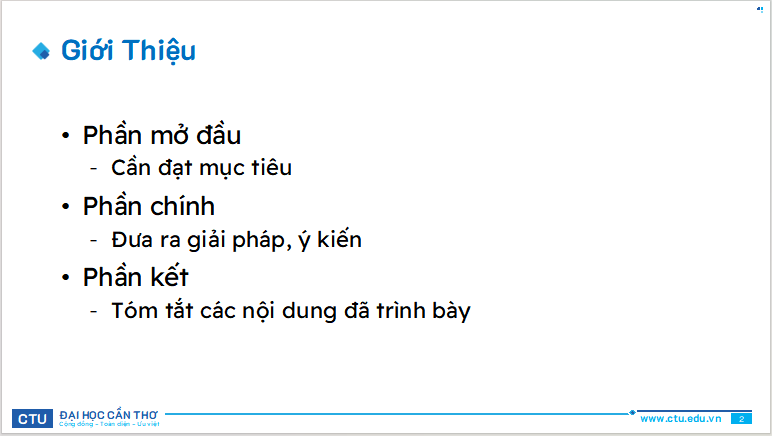 Giới Thiệu
• Phần mở đầu
- Cần đạt mục tiêu
• Phần chính
- Đưa ra giải pháp, ý kiến
• Phần kết
- Tóm tắt các nội dung đã trình bày
CTU
ĐẠI HỌC CẦN THƠ
Cộng đồng – Toàn diện – Ưu việt
www.ctu.edu.vn
2